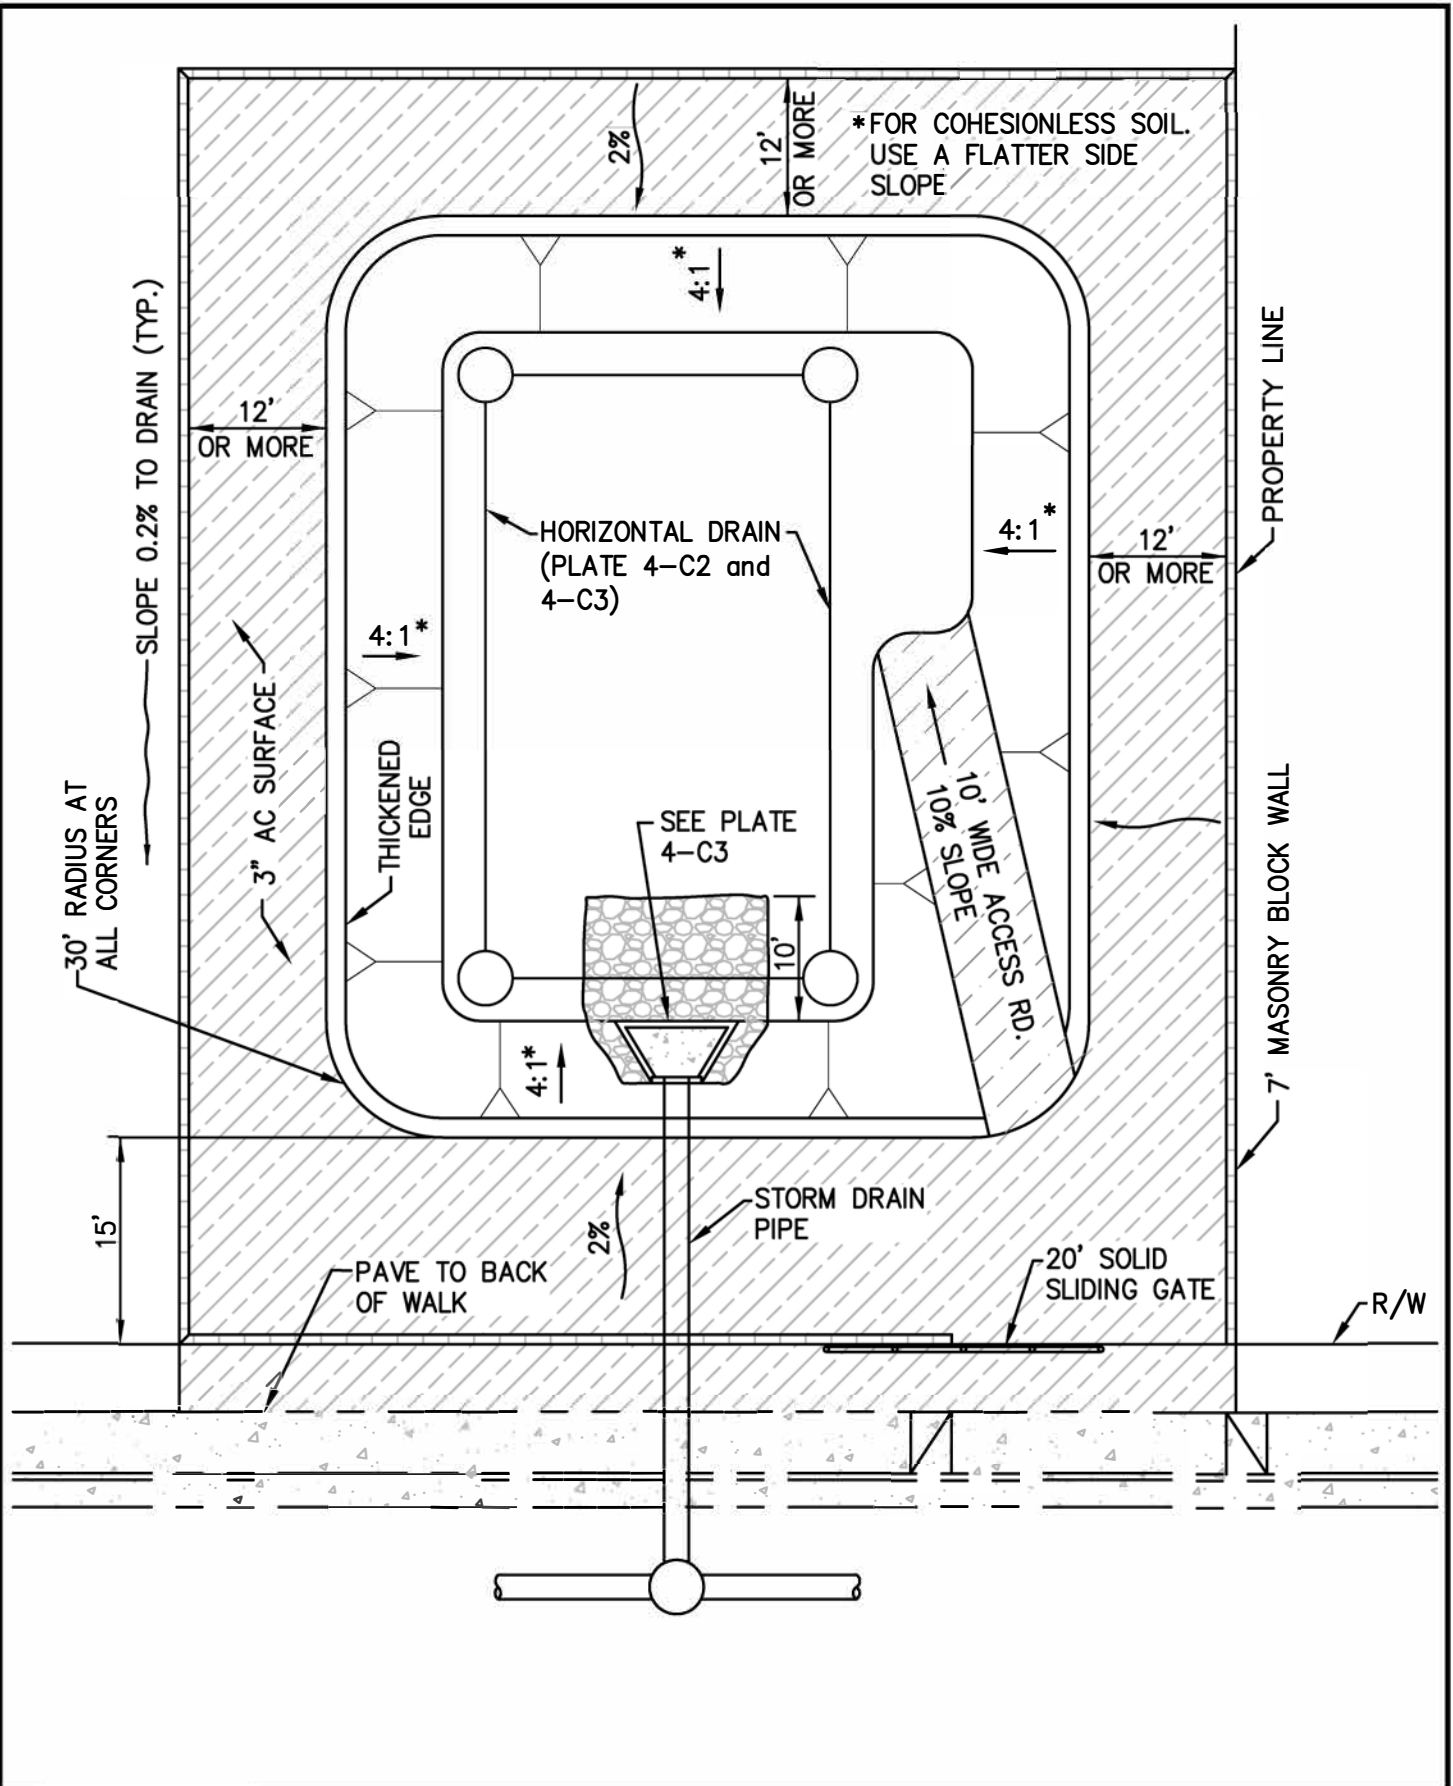 2%
12'
OR MORE
*FOR COHESIONLESS SOIL.
USE A FLATTER SIDE
SLOPE
4:1*
SLOPE 0.2% TO DRAIN (TYP.)
12'
OR MORE
PROPERTY LINE
HORIZONTAL DRAIN
(PLATE 4-C2 and
4-C3)
4:1*
12'
OR MORE
4:1*
3" AC SURFACE
THICKENED
EDGE
30' RADIUS AT
ALL CORNERS
SEE PLATE
4-C3
10' WIDE ACCESS RD.
10% SLOPE
7' MASONRY BLOCK WALL
10'
4:1*
15'
2%
STORM DRAIN
PIPE
PAVE TO BACK
OF WALK
20' SOLID
SLIDING GATE
R/W